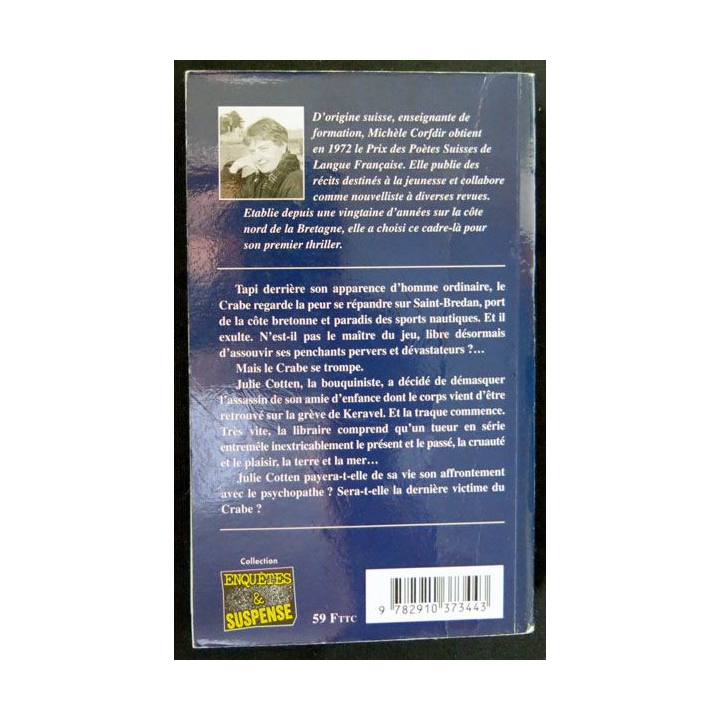 D'origine suisse, enseignante de
formation, Michèle Corfdir obtient
en 1972 le Prix des Poètes Suisses de
Langue Française. Elle publie des
récits destinés à la jeunesse et collabore
comme nouvelliste à diverses revues.
Etablie depuis une vingtaine d'années sur la côte
nord de la Bretagne, elle a choisi ce cadre-là pour
son premier thriller.
Tapi derrière son apparence d'homme ordinaire, le
Crabe regarde la peur se répandre sur Saint-Bredan, port
de la côte bretonne et paradis des sports nautiques. Et il
exulte. N'est-il pas le maître du jeu, libre désormais
d'assouvir ses penchants pervers et dévastateurs ?...
Mais le Crabe se trompe.
Julie Cotten, la bouquiniste, a décidé de démasquer
l'assassin de son amie d'enfance dont le corps vient d'être
retrouvé sur la grève de Keravel. Et la traque commence.
Très vite, la libraire comprend qu'un tueur en série
entremêle inextricablement le présent et le passé, la cruauté
et le plaisir, la terre et la mer...
Julie Cotten payera-t-elle de sa vie son affrontement
avec le psychopathe ? Sera-t-elle la dernière victime du
Crabe ?
Collection
ENQUÊTES
&
SUSPENSE
59 FTTC
9 782910 373443